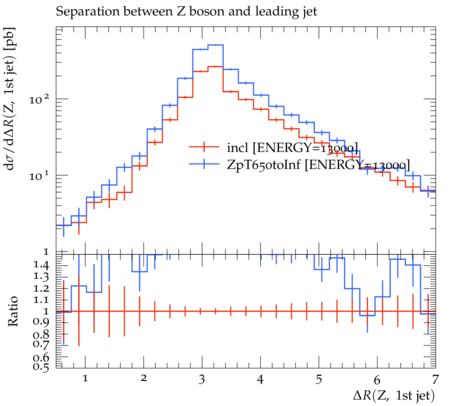 Separation between Z boson and leading jet
dσ/dΔR(Z, 1st jet) [pb]
10²
10¹
1
incl [ENERGY=13000]
ZpT650toInf [ENERGY=13000]
Ratio
1.4
1.3
1.2
1.1
1
0.9
0.8
0.7
0.6
0.5
1 2 3 4 5 6 7
ΔR(Z, 1st jet)